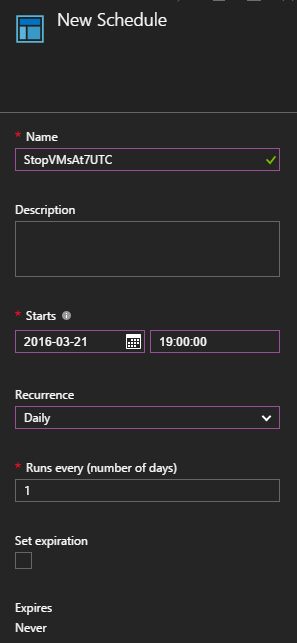 New Schedule
* Name
StopVMsAt7UTC
Description
* Starts
2016-03-21 19:00:00
Recurrence
Daily
* Runs every (number of days)
1
Set expiration
Expires
Never